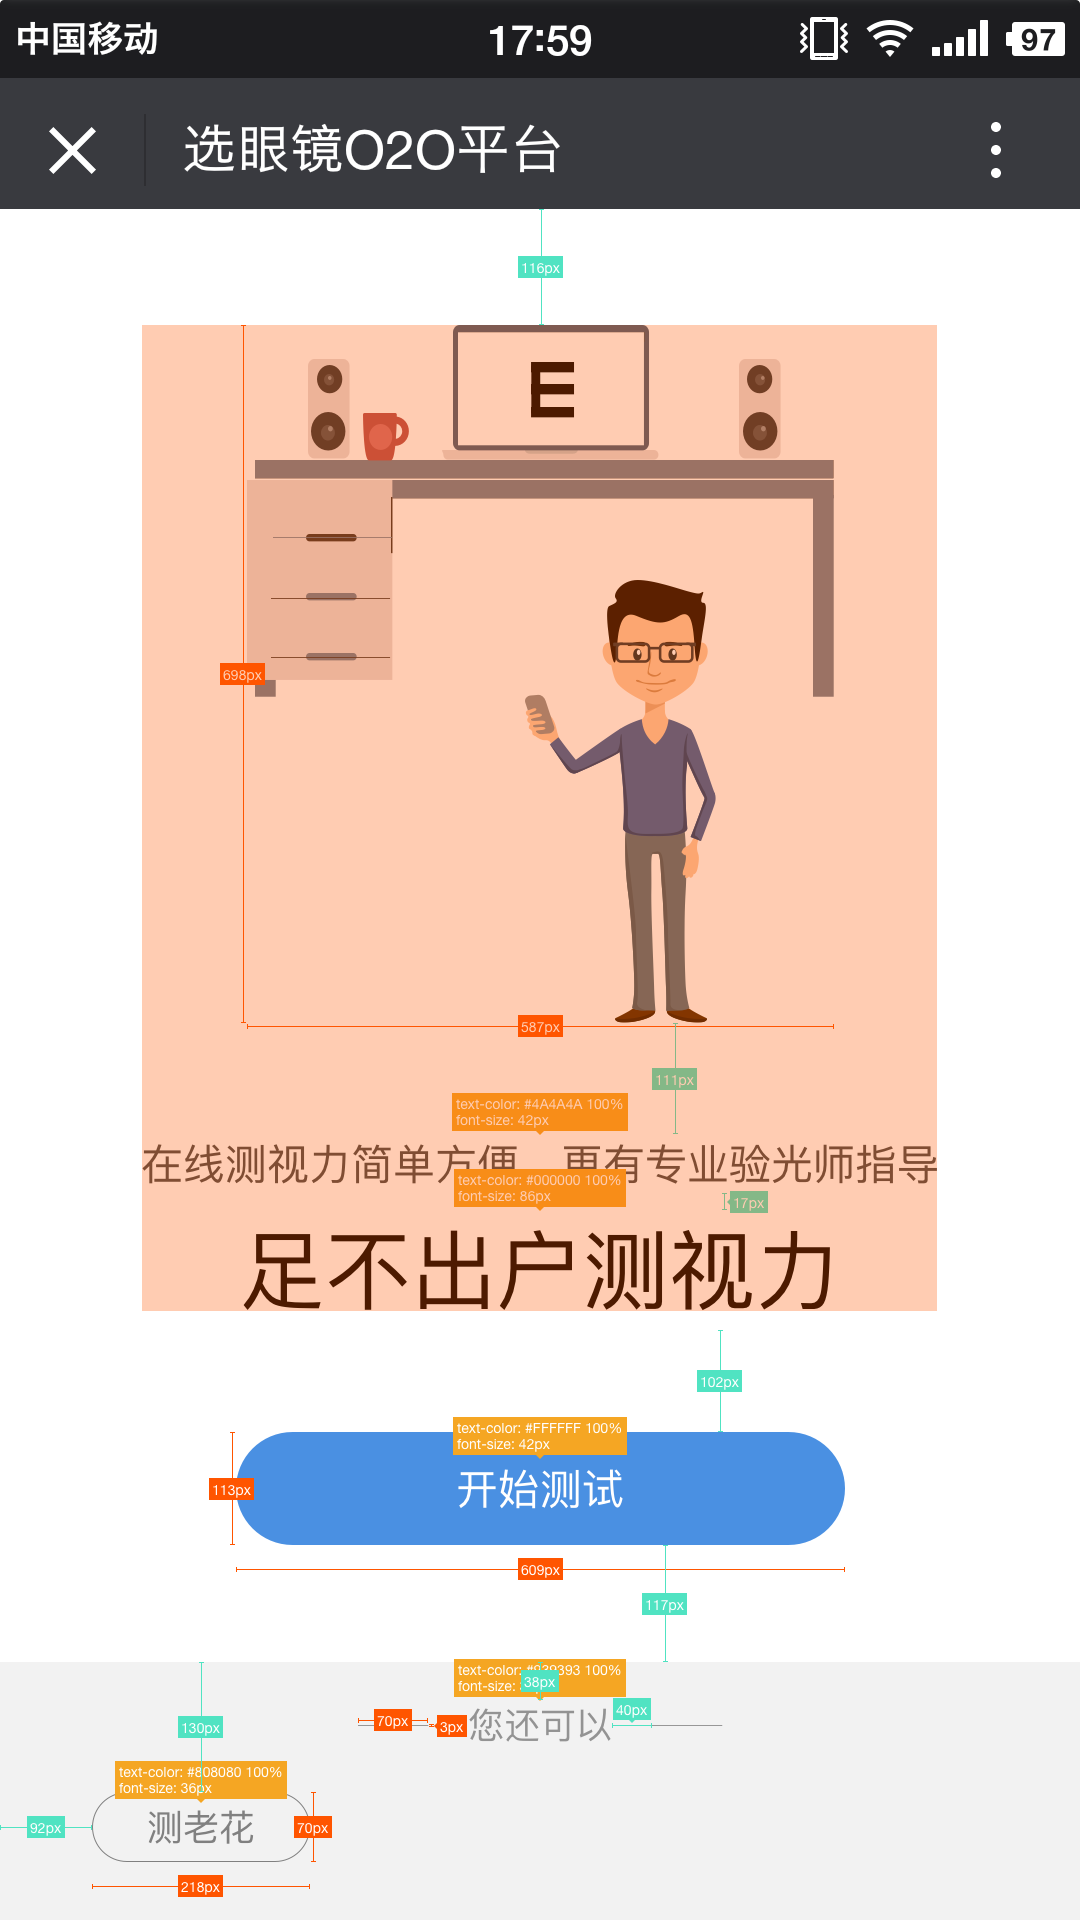 中国移动 17:59 97
选眼镜O2O平台
116px
E
698px
587px
111px
text-color: #4A4A4A 100%
font-size: 42px
在线测视力简单方便，更有专业验光师指导
text-color: #000000 100%
font-size: 86px
17px
足不出户测视力
102px
text-color: #FFFFFF 100%
font-size: 42px
113px
开始测试
609px
117px
text-color: 100%
font-size:
38px
40px
70px
3px
您还可以
130px
text-color: #808080 100%
font-size: 36px
92px
测老花
70px
218px